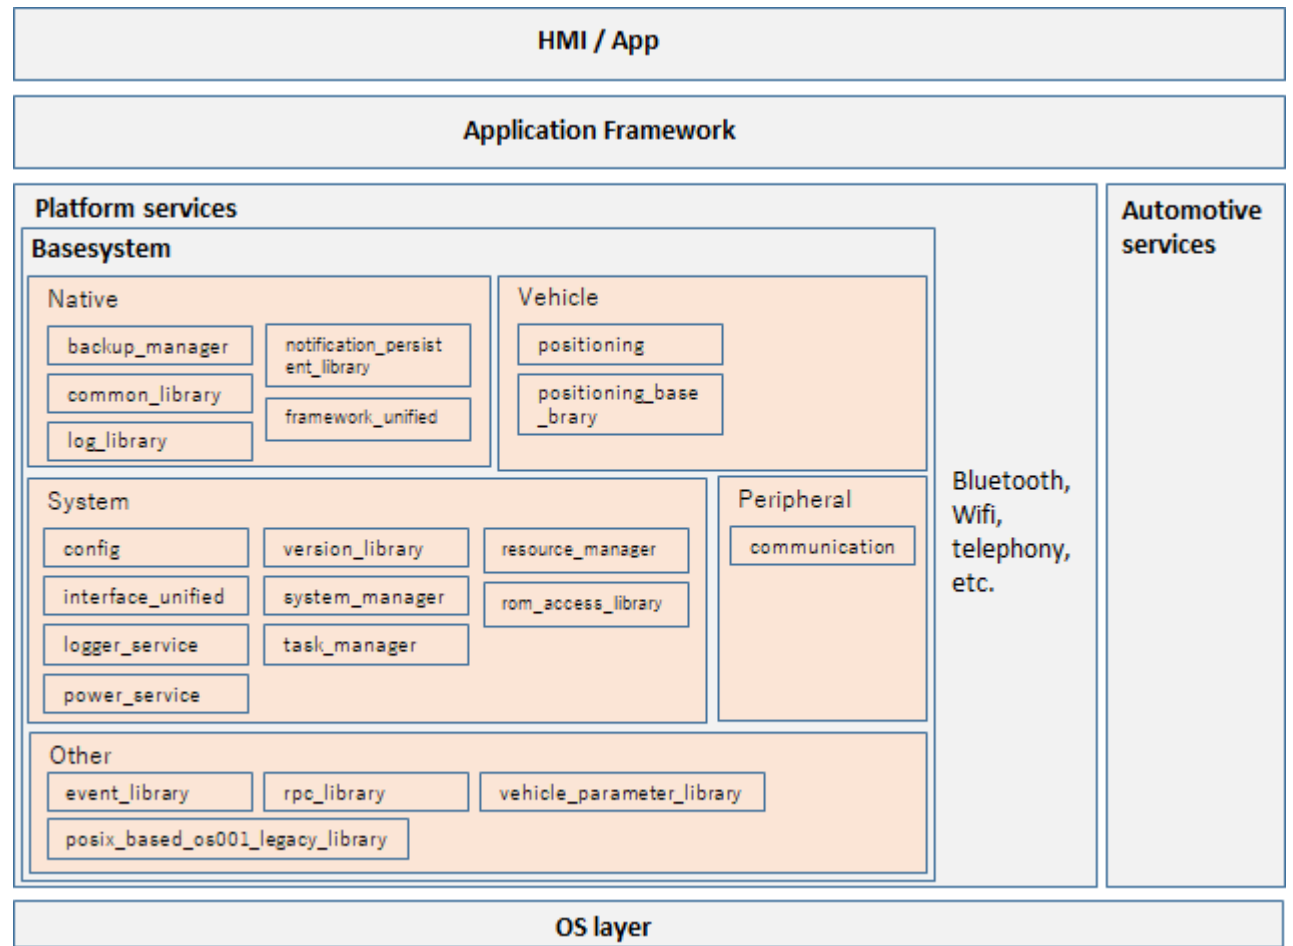 HMI / App
Application Framework
Platform services
Basesystem
Native
backup_manager
common_library
log_library
notification_persist
ent_library
framework_unified
Vehicle
positioning
positioning_base
_brary
System
config
interface_unified
logger_service
power_service
version_library
system_manager
task_manager
resource_manager
rom_access_library
Peripheral
communication
Other
event_library
rpc_library
vehicle_parameter_library
posix_based_os001_legacy_library
Bluetooth,
Wifi,
telephony,
etc.
Automotive
services
OS layer